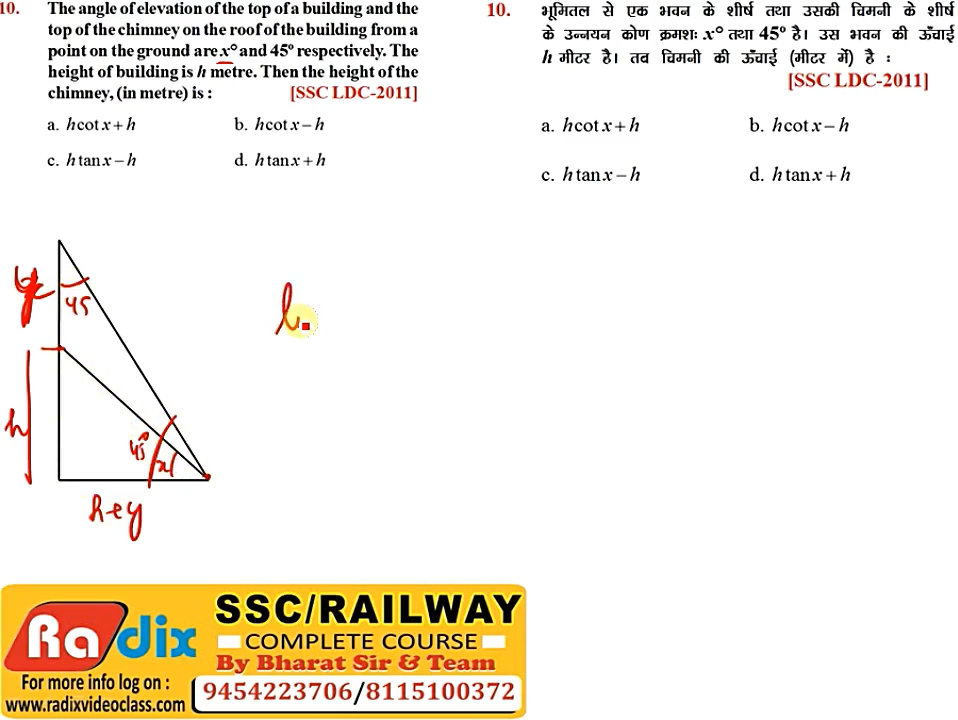 10. The angle of elevation of the top of a building and the
top of the chimney on the roof of the building from a
point on the ground are x° and 45° respectively. The
height of building is h metre. Then the height of the
chimney, (in metre) is : [SSC LDC-2011]
a. h cot x + h b. h cot x – h
c. h tan x – h d. h tan x + h
10. भूमितल से एक भवन के शीर्ष तथा उसकी चिमनी के शीर्ष
के उन्नयन कोण क्रमशः x° तथा 45° है। उस भवन की ऊँचाई
h मीटर है। तब चिमनी की ऊँचाई (मीटर में) है :
[SSC LDC-2011]
a. h cot x + h b. h cot x – h
c. h tan x – h d. h tan x + h
y
45
h
45°
x
h+y
h
Radix
For more info log on :
www.radixvideoclass.com
SSC/RAILWAY
COMPLETE COURSE
By Bharat Sir & Team
9454223706/8115100372